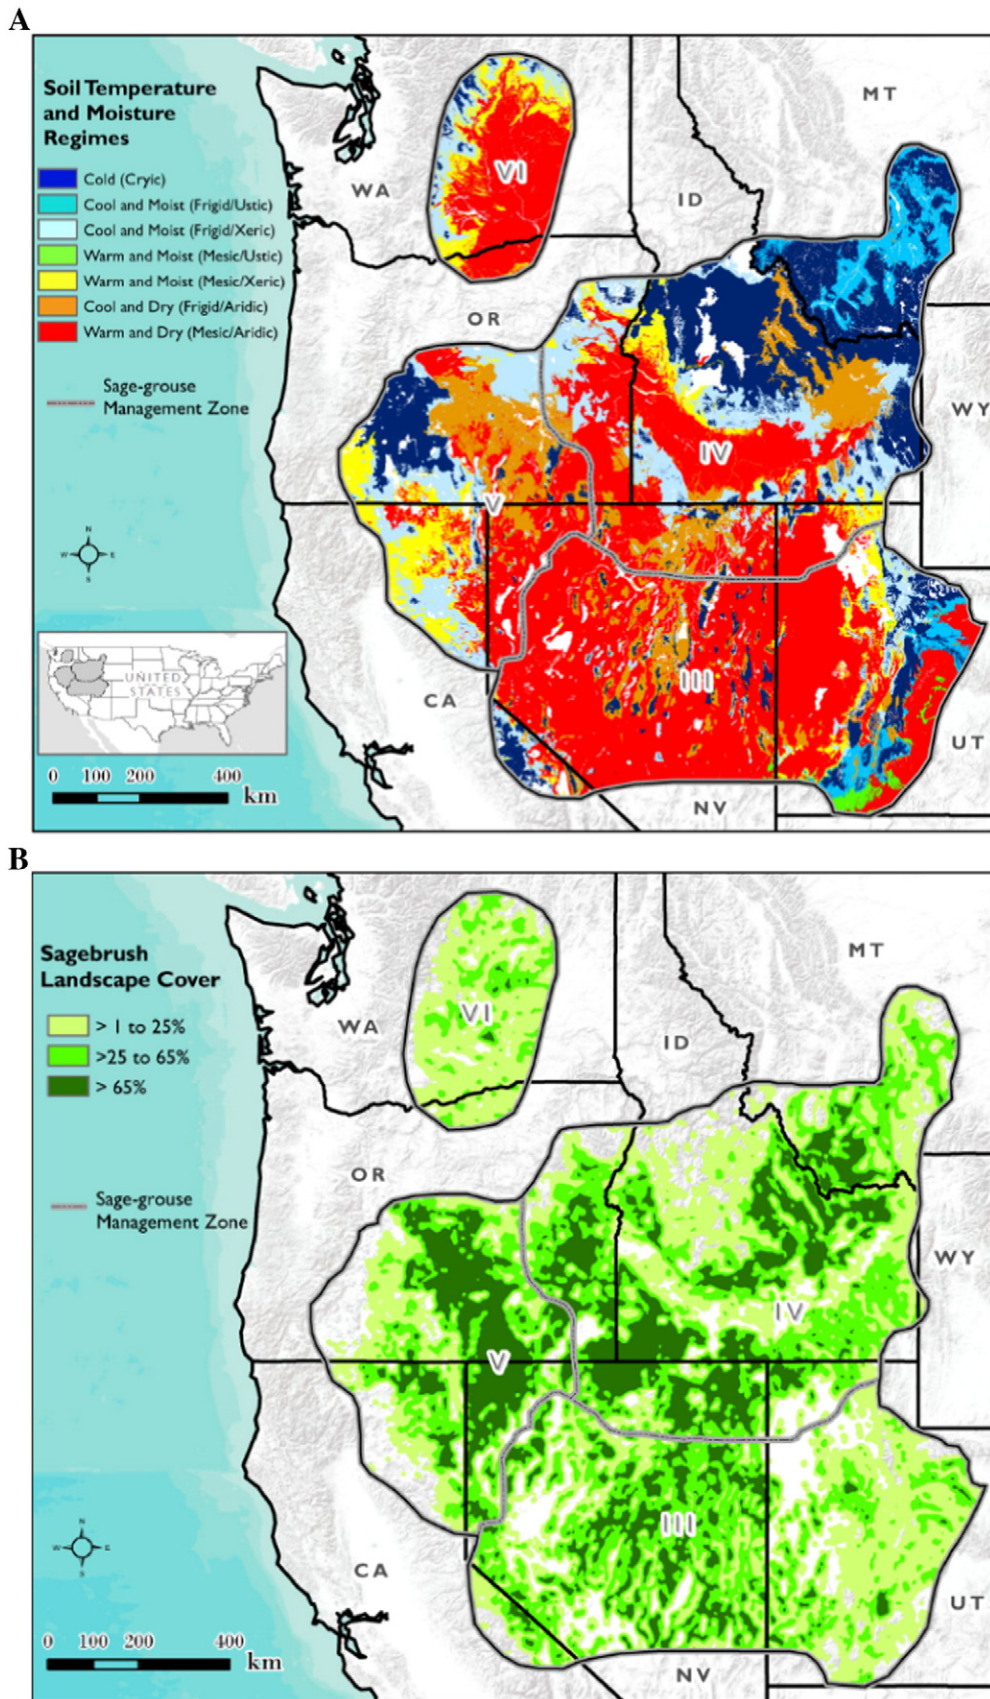 A
Soil Temperature
and Moisture
Regimes
Cold (Cryic)
Cool and Moist (Frigid/Ustic)
Cool and Moist (Frigid/Xeric)
Warm and Moist (Mesic/Ustic)
Warm and Moist (Mesic/Xeric)
Cool and Dry (Frigid/Aridic)
Warm and Dry (Mesic/Aridic)
Sage-grouse
Management Zone
MT
VI
WA
ID
OR
WY
IV
V
N
W E
S
UNITED
STATES
III
CA
UT
NV
0 100 200 400
km
B
Sagebrush
Landscape Cover
> 1 to 25%
>25 to 65%
> 65%
Sage-grouse
Management Zone
MT
VI
WA
ID
OR
WY
IV
V
III
N
W E
S
CA
UT
NV
0 100 200 400
km